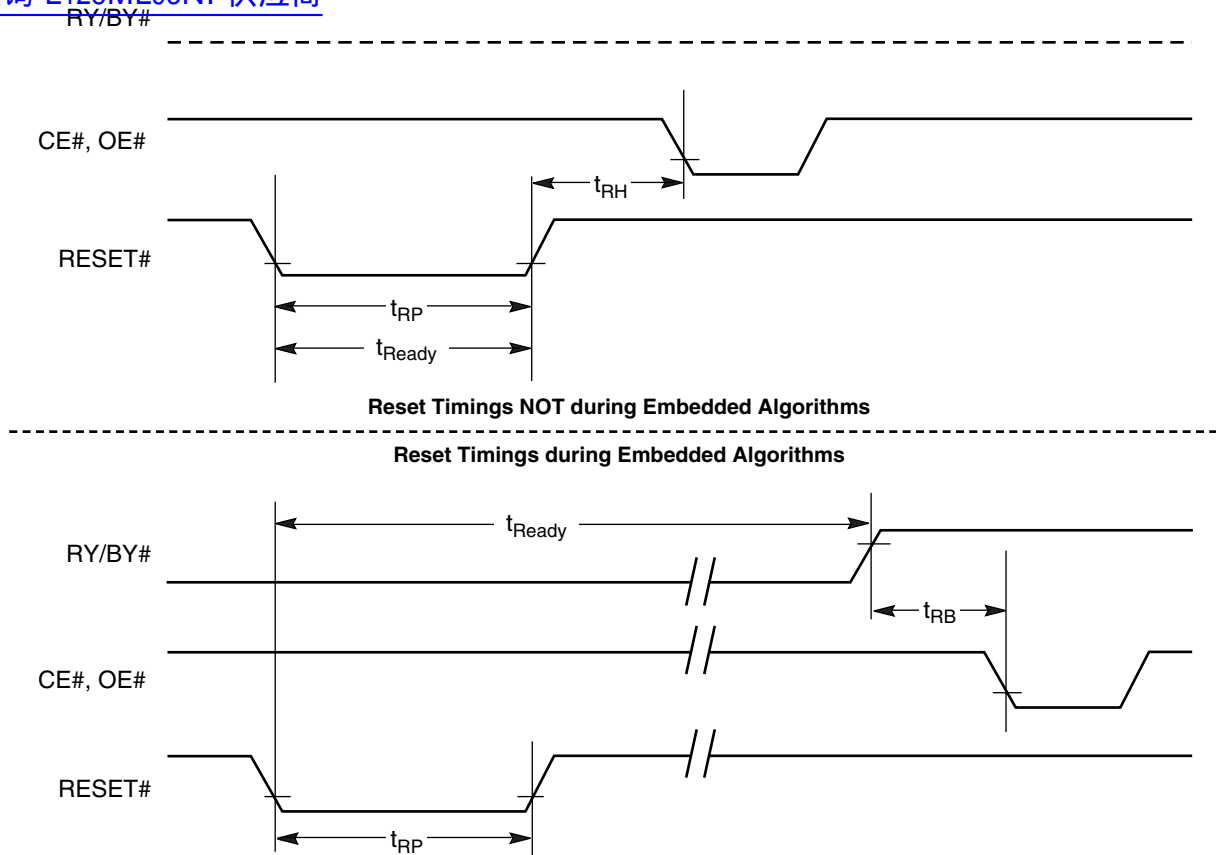 RY/BY#
CE#, OE#
tRH
RESET#
tRP
tReady
Reset Timings NOT during Embedded Algorithms
Reset Timings during Embedded Algorithms
tReady
RY/BY#
tRB
CE#, OE#
RESET#
tRP